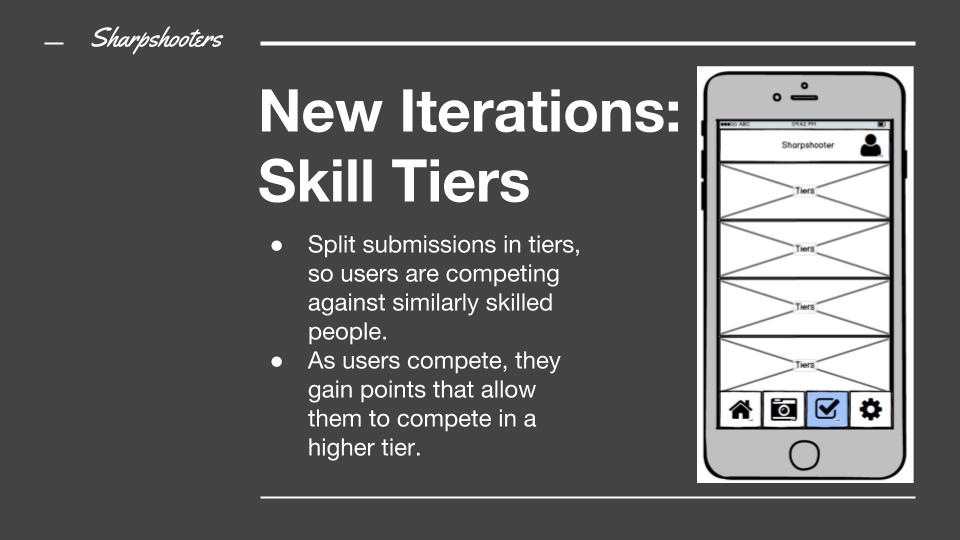 Sharpshooters
New Iterations:
Skill Tiers
● Split submissions in tiers,
so users are competing
against similarly skilled
people.
● As users compete, they
gain points that allow
them to compete in a
higher tier.
ABC 09:42 PM
Sharpshooter
Tiers
Tiers
Tiers
Tiers